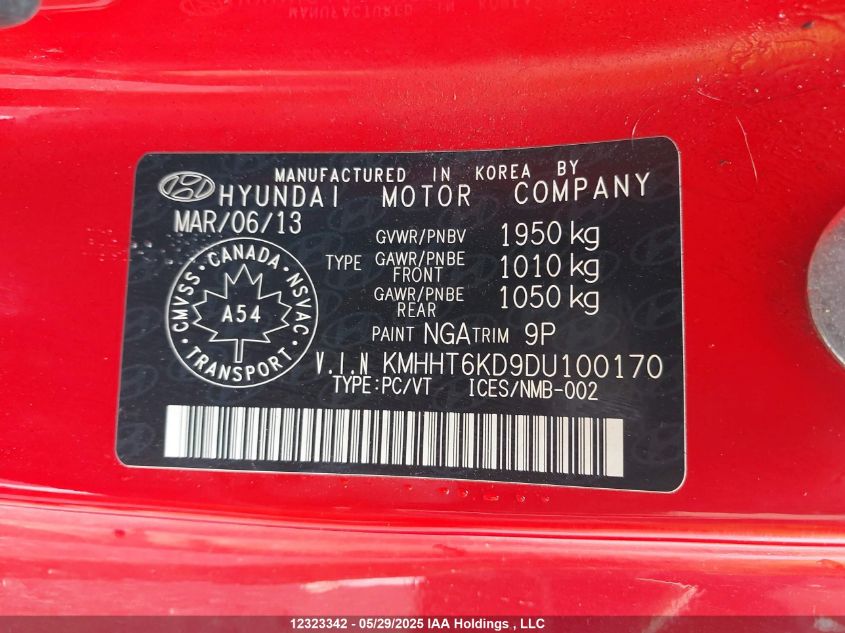 MANUFACTURED IN KOREA BY
HYUNDAI MOTOR COMPANY
MAR/06/13
GVWR/PNBV 1950 kg
TYPE GAWR/PNBE FRONT 1010 kg
GAWR/PNBE REAR 1050 kg
CMVSS · CANADA · NSVAC
A54
TRANSPORT
PAINT NGA TRIM 9P
V.I.N KMHHT6KD9DU100170
TYPE:PC/VT ICES/NMB-002
12323342 - 05/29/2025 IAA Holdings , LLC